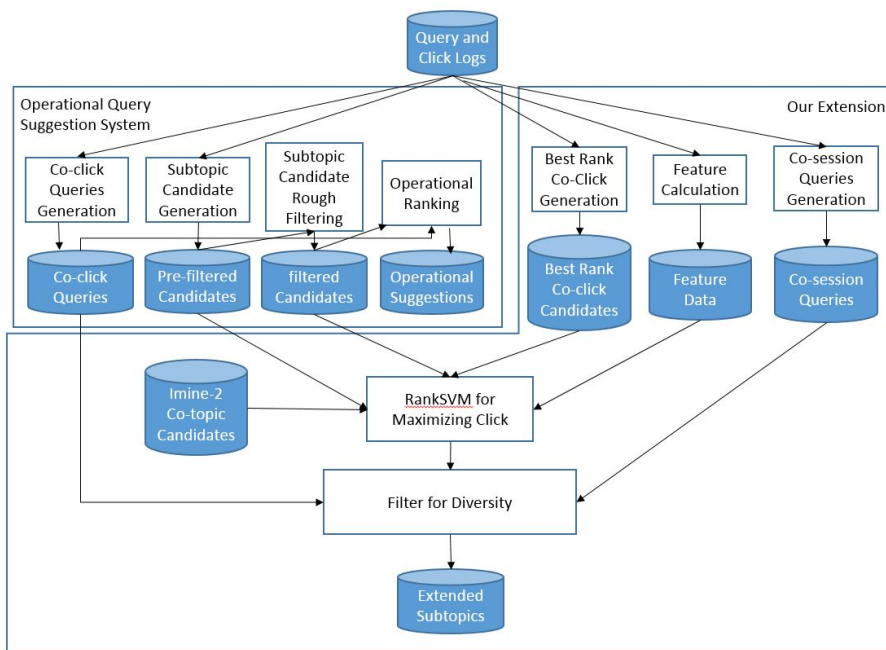 Query and
Click Logs
Operational Query
Suggestion System
Our Extension
Co-click
Queries
Generation
Subtopic
Candidate
Generation
Subtopic
Candidate
Rough
Filtering
Operational
Ranking
Best Rank
Co-Click
Generation
Feature
Calculation
Co-session
Queries
Generation
Co-click
Queries
Pre-filtered
Candidates
filtered
Candidates
Operational
Suggestions
Best Rank
Co-click
Candidates
Feature
Data
Co-session
Queries
Imine-2
Co-topic
Candidates
RankSVM for
Maximizing Click
Filter for Diversity
Extended
Subtopics